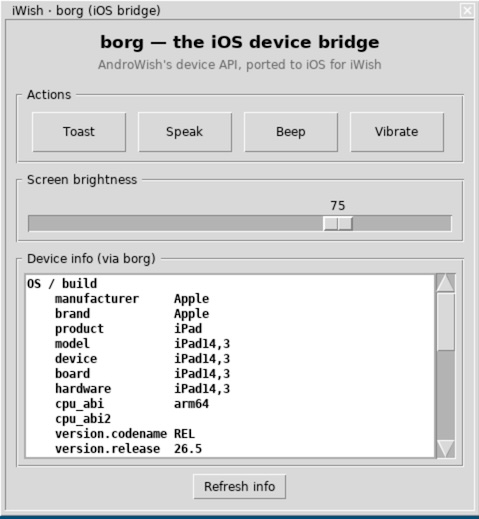 iWish · borg (iOS bridge)
borg — the iOS device bridge
AndroWish's device API, ported to iOS for iWish
Actions
Toast Speak Beep Vibrate
Screen brightness
75
Device info (via borg)
OS / build
manufacturer Apple
brand Apple
product iPad
model iPad14,3
device iPad14,3
board iPad14,3
hardware iPad14,3
cpu_abi arm64
cpu_abi2
version.codename REL
version.release 26.5
Refresh info